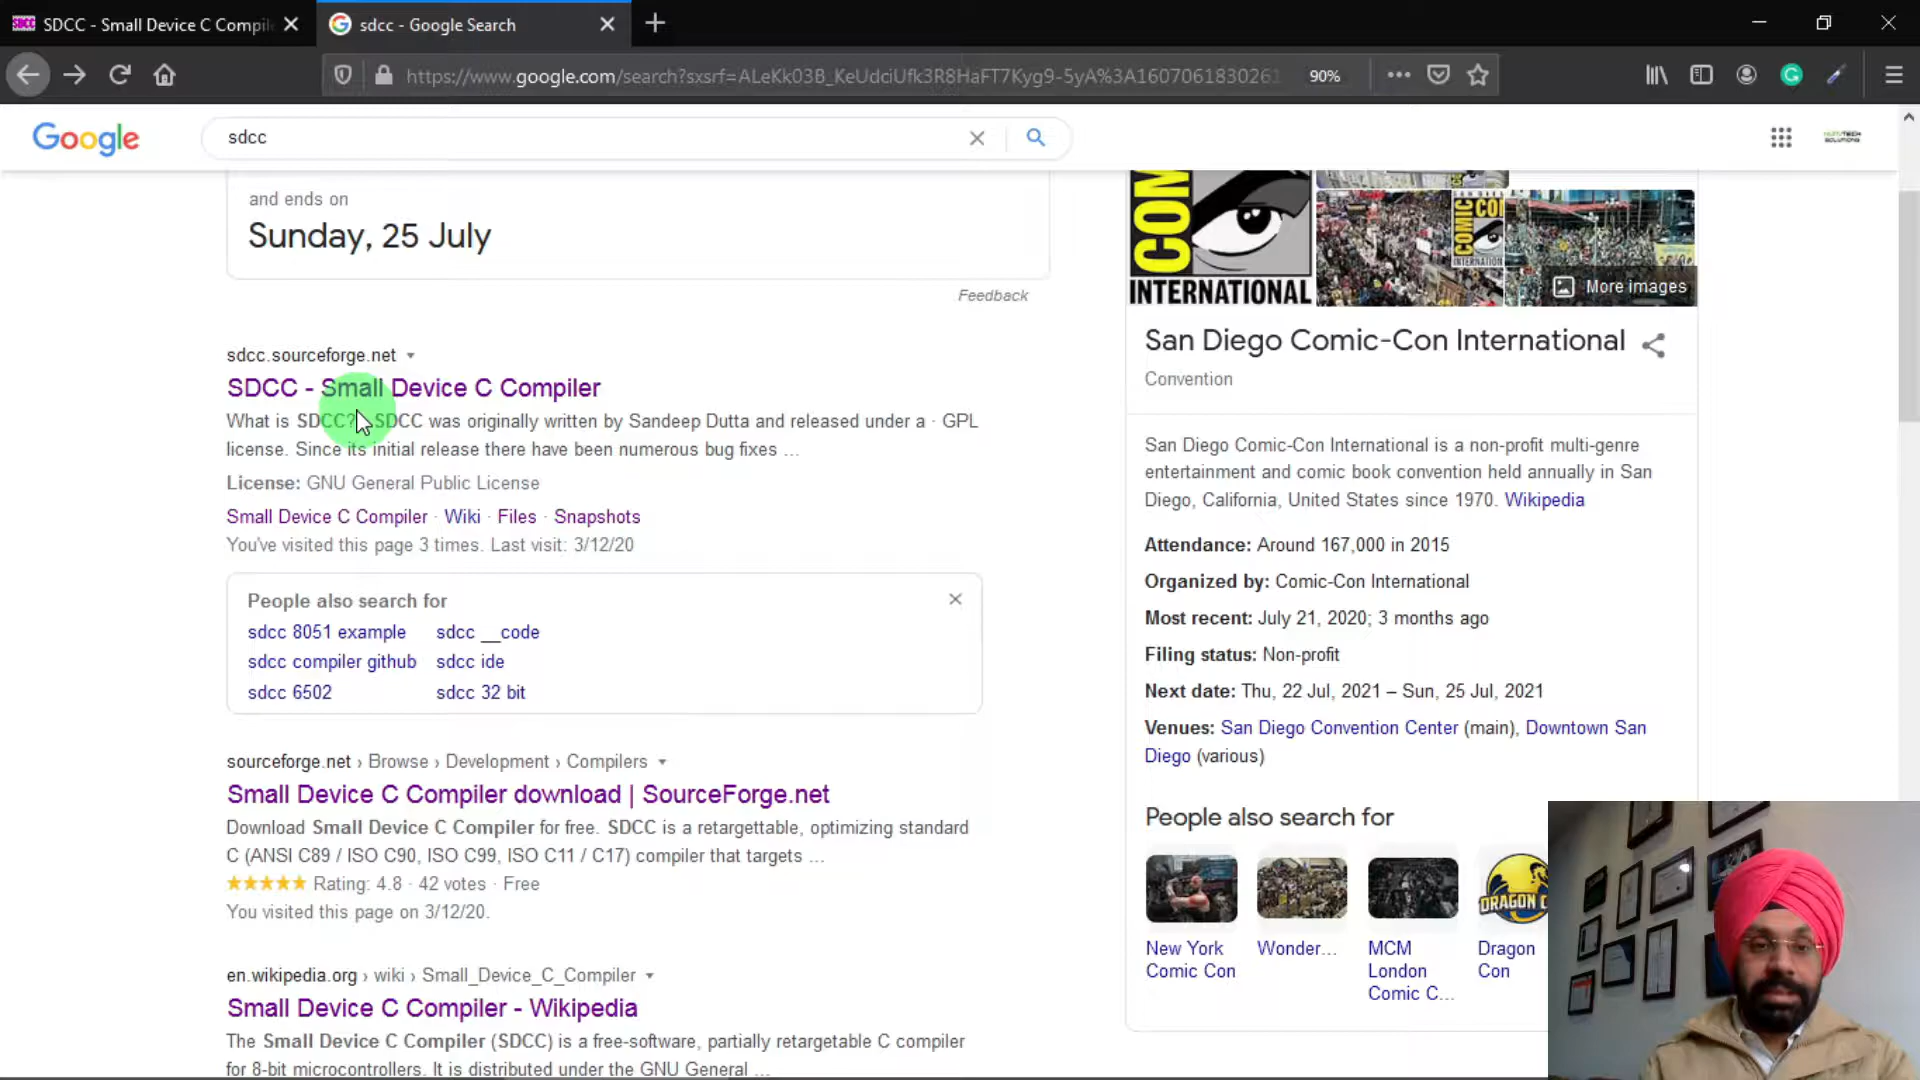 SDCC - Small Device C Compil
sdcc - Google Search
https://www.google.com/search?sxsrf=ALeKk03B_KeUdciUfk3R8HaFT7Kyg9-5yA%3A1607061830261
90%
Google
sdcc
and ends on
Sunday, 25 July
Feedback
sdcc.sourceforge.net
SDCC - Small Device C Compiler
What is SDCC? SDCC was originally written by Sandeep Dutta and released under a · GPL
license. Since its initial release there have been numerous bug fixes ...
License: GNU General Public License
Small Device C Compiler · Wiki · Files · Snapshots
You've visited this page 3 times. Last visit: 3/12/20
People also search for
sdcc 8051 example
sdcc __code
sdcc compiler github
sdcc ide
sdcc 6502
sdcc 32 bit
sourceforge.net › Browse › Development › Compilers
Small Device C Compiler download | SourceForge.net
Download Small Device C Compiler for free. SDCC is a retargettable, optimizing standard
C (ANSI C89 / ISO C90, ISO C99, ISO C11 / C17) compiler that targets ...
Rating: 4.8 · 42 votes · Free
You visited this page on 3/12/20.
en.wikipedia.org › wiki › Small_Device_C_Compiler
Small Device C Compiler - Wikipedia
The Small Device C Compiler (SDCC) is a free-software, partially retargetable C compiler
for 8-bit microcontrollers. It is distributed under the GNU General ...
COM
INTERNATIONAL
More images
San Diego Comic-Con International
Convention
San Diego Comic-Con International is a non-profit multi-genre
entertainment and comic book convention held annually in San
Diego, California, United States since 1970. Wikipedia
Attendance: Around 167,000 in 2015
Organized by: Comic-Con International
Most recent: July 21, 2020; 3 months ago
Filing status: Non-profit
Next date: Thu, 22 Jul, 2021 – Sun, 25 Jul, 2021
Venues: San Diego Convention Center (main), Downtown San
Diego (various)
People also search for
New York
Comic Con
Wonder...
MCM
London
Comic C...
DRAGON C
Dragon
Con